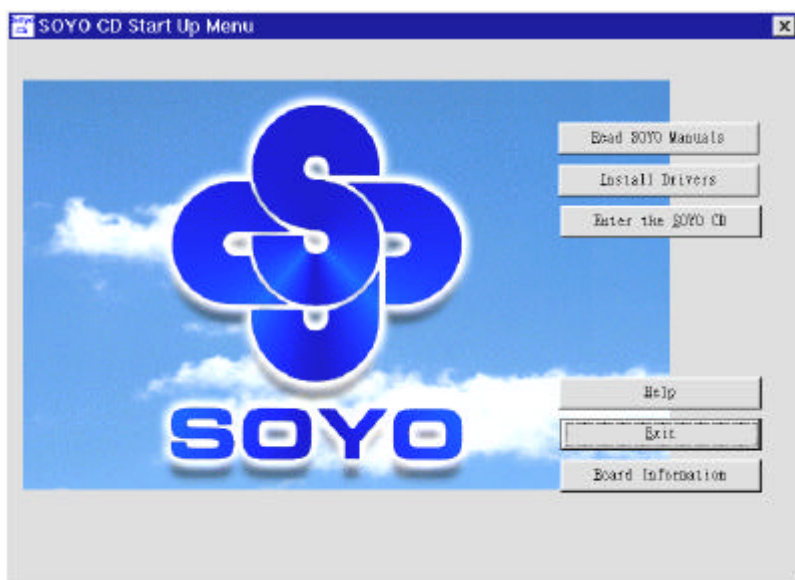 SOYO CD Start Up Menu
Read SOYO Manuals
Install Drivers
Enter the SOYO CD
Help
Exit
Board Information
SOYO